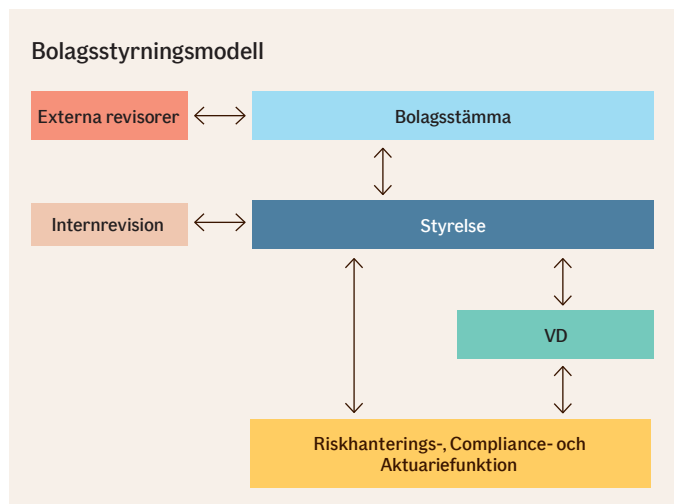 Bolagsstyrningsmodell
Externa revisorer
Bolagsstämma
Internrevision
Styrelse
VD
Riskhanterings-, Compliance- och
Aktuariefunktion